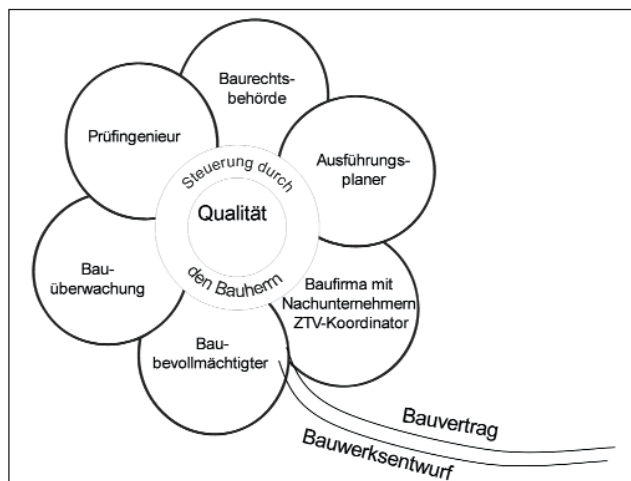 Baurechts-
behörde
Prüfingenieur
Ausführungs-
planer
Steuerung durch
Qualität
den Bauherrn
Bau-
überwachung
Baufirma mit
Nachunternehmern
ZTV-Koordinator
Bau-
bevollmächtigter
Bauvertrag
Bauwerksentwurf